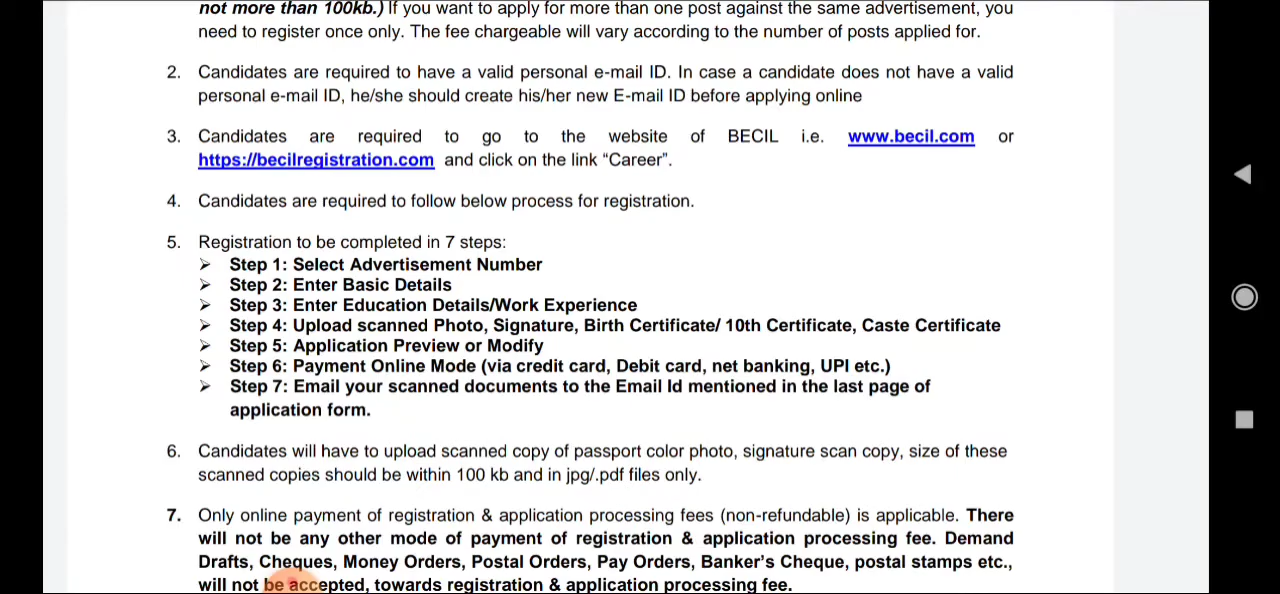 not more than 100kb.) If you want to apply for more than one post against the same advertisement, you
need to register once only. The fee chargeable will vary according to the number of posts applied for.
2. Candidates are required to have a valid personal e-mail ID. In case a candidate does not have a valid
personal e-mail ID, he/she should create his/her new E-mail ID before applying online
3. Candidates are required to go to the website of BECIL i.e. www.becil.com or
https://becilregistration.com and click on the link “Career”.
4. Candidates are required to follow below process for registration.
5. Registration to be completed in 7 steps:
➢ Step 1: Select Advertisement Number
➢ Step 2: Enter Basic Details
➢ Step 3: Enter Education Details/Work Experience
➢ Step 4: Upload scanned Photo, Signature, Birth Certificate/ 10th Certificate, Caste Certificate
➢ Step 5: Application Preview or Modify
➢ Step 6: Payment Online Mode (via credit card, Debit card, net banking, UPI etc.)
➢ Step 7: Email your scanned documents to the Email Id mentioned in the last page of
application form.
6. Candidates will have to upload scanned copy of passport color photo, signature scan copy, size of these
scanned copies should be within 100 kb and in jpg/.pdf files only.
7. Only online payment of registration & application processing fees (non-refundable) is applicable. There
will not be any other mode of payment of registration & application processing fee. Demand
Drafts, Cheques, Money Orders, Postal Orders, Pay Orders, Banker’s Cheque, postal stamps etc.,
will not be accepted, towards registration & application processing fee.